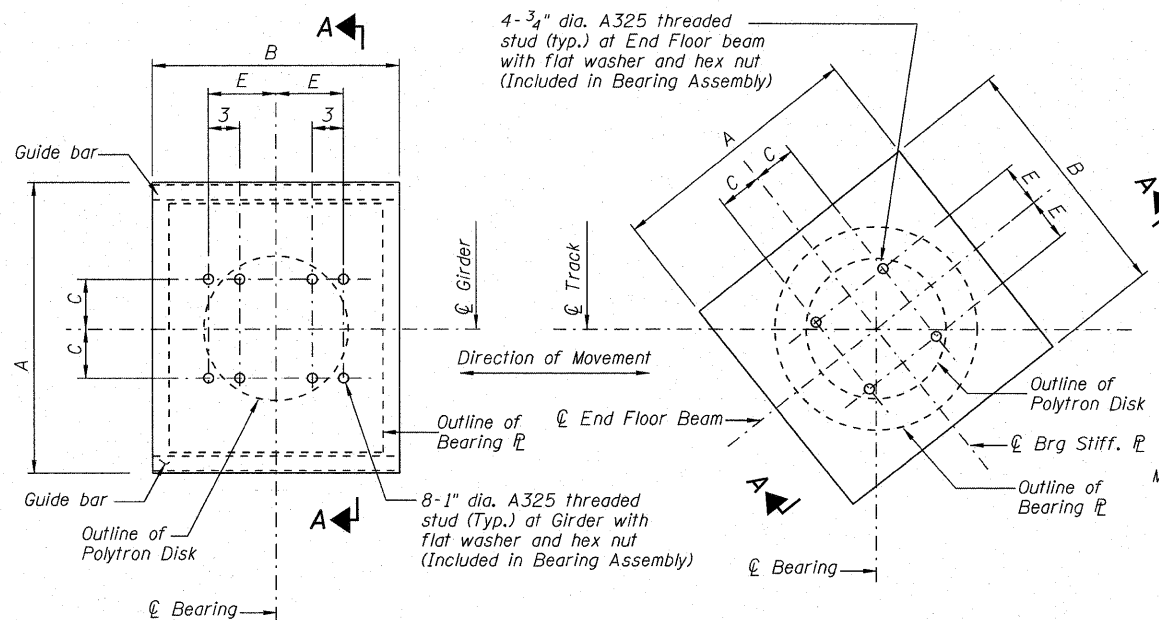 A
B
E E
3 3
Guide bar
A
C
C
℄ Girder
Guide bar
Outline of
Polytron Disk
Outline of
Bearing ⅊
8-1" dia. A325 threaded
stud (Typ.) at Girder with
flat washer and hex nut
(Included in Bearing Assembly)
A
℄ Bearing
4-3/4" dia. A325 threaded
stud (typ.) at End Floor beam
with flat washer and hex nut
(Included in Bearing Assembly)
A
C C
B
E
E
A
℄ Track
Direction of Movement
℄ End Floor Beam
Outline of
Polytron Disk
℄ Brg Stiff. ⅊
Outline of
Bearing ⅊
A
℄ Bearing
M